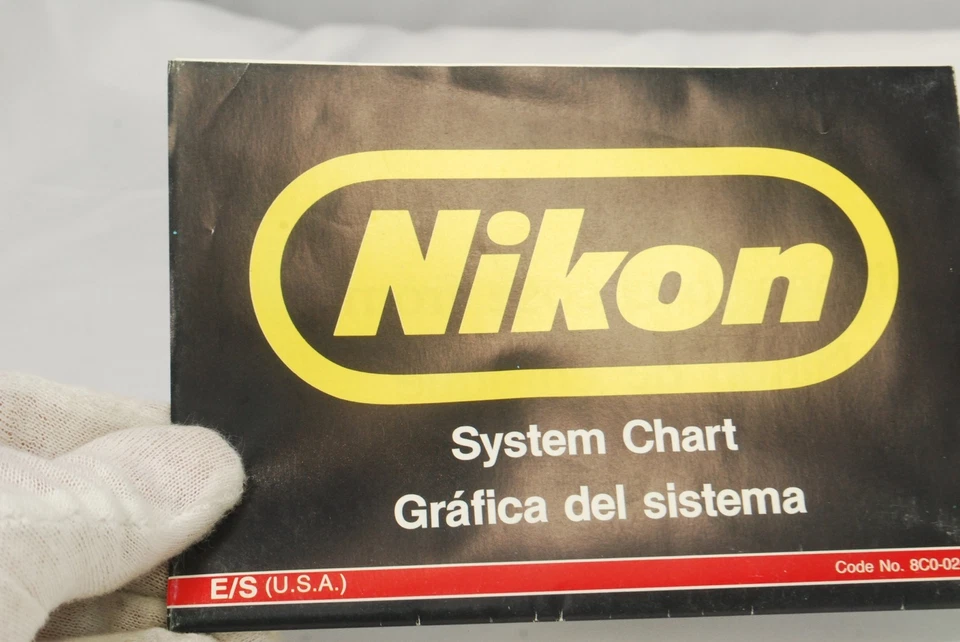 Nikon
System Chart
Gráfica del sistema
E/S (U.S.A.)
Code No. 8C0-02